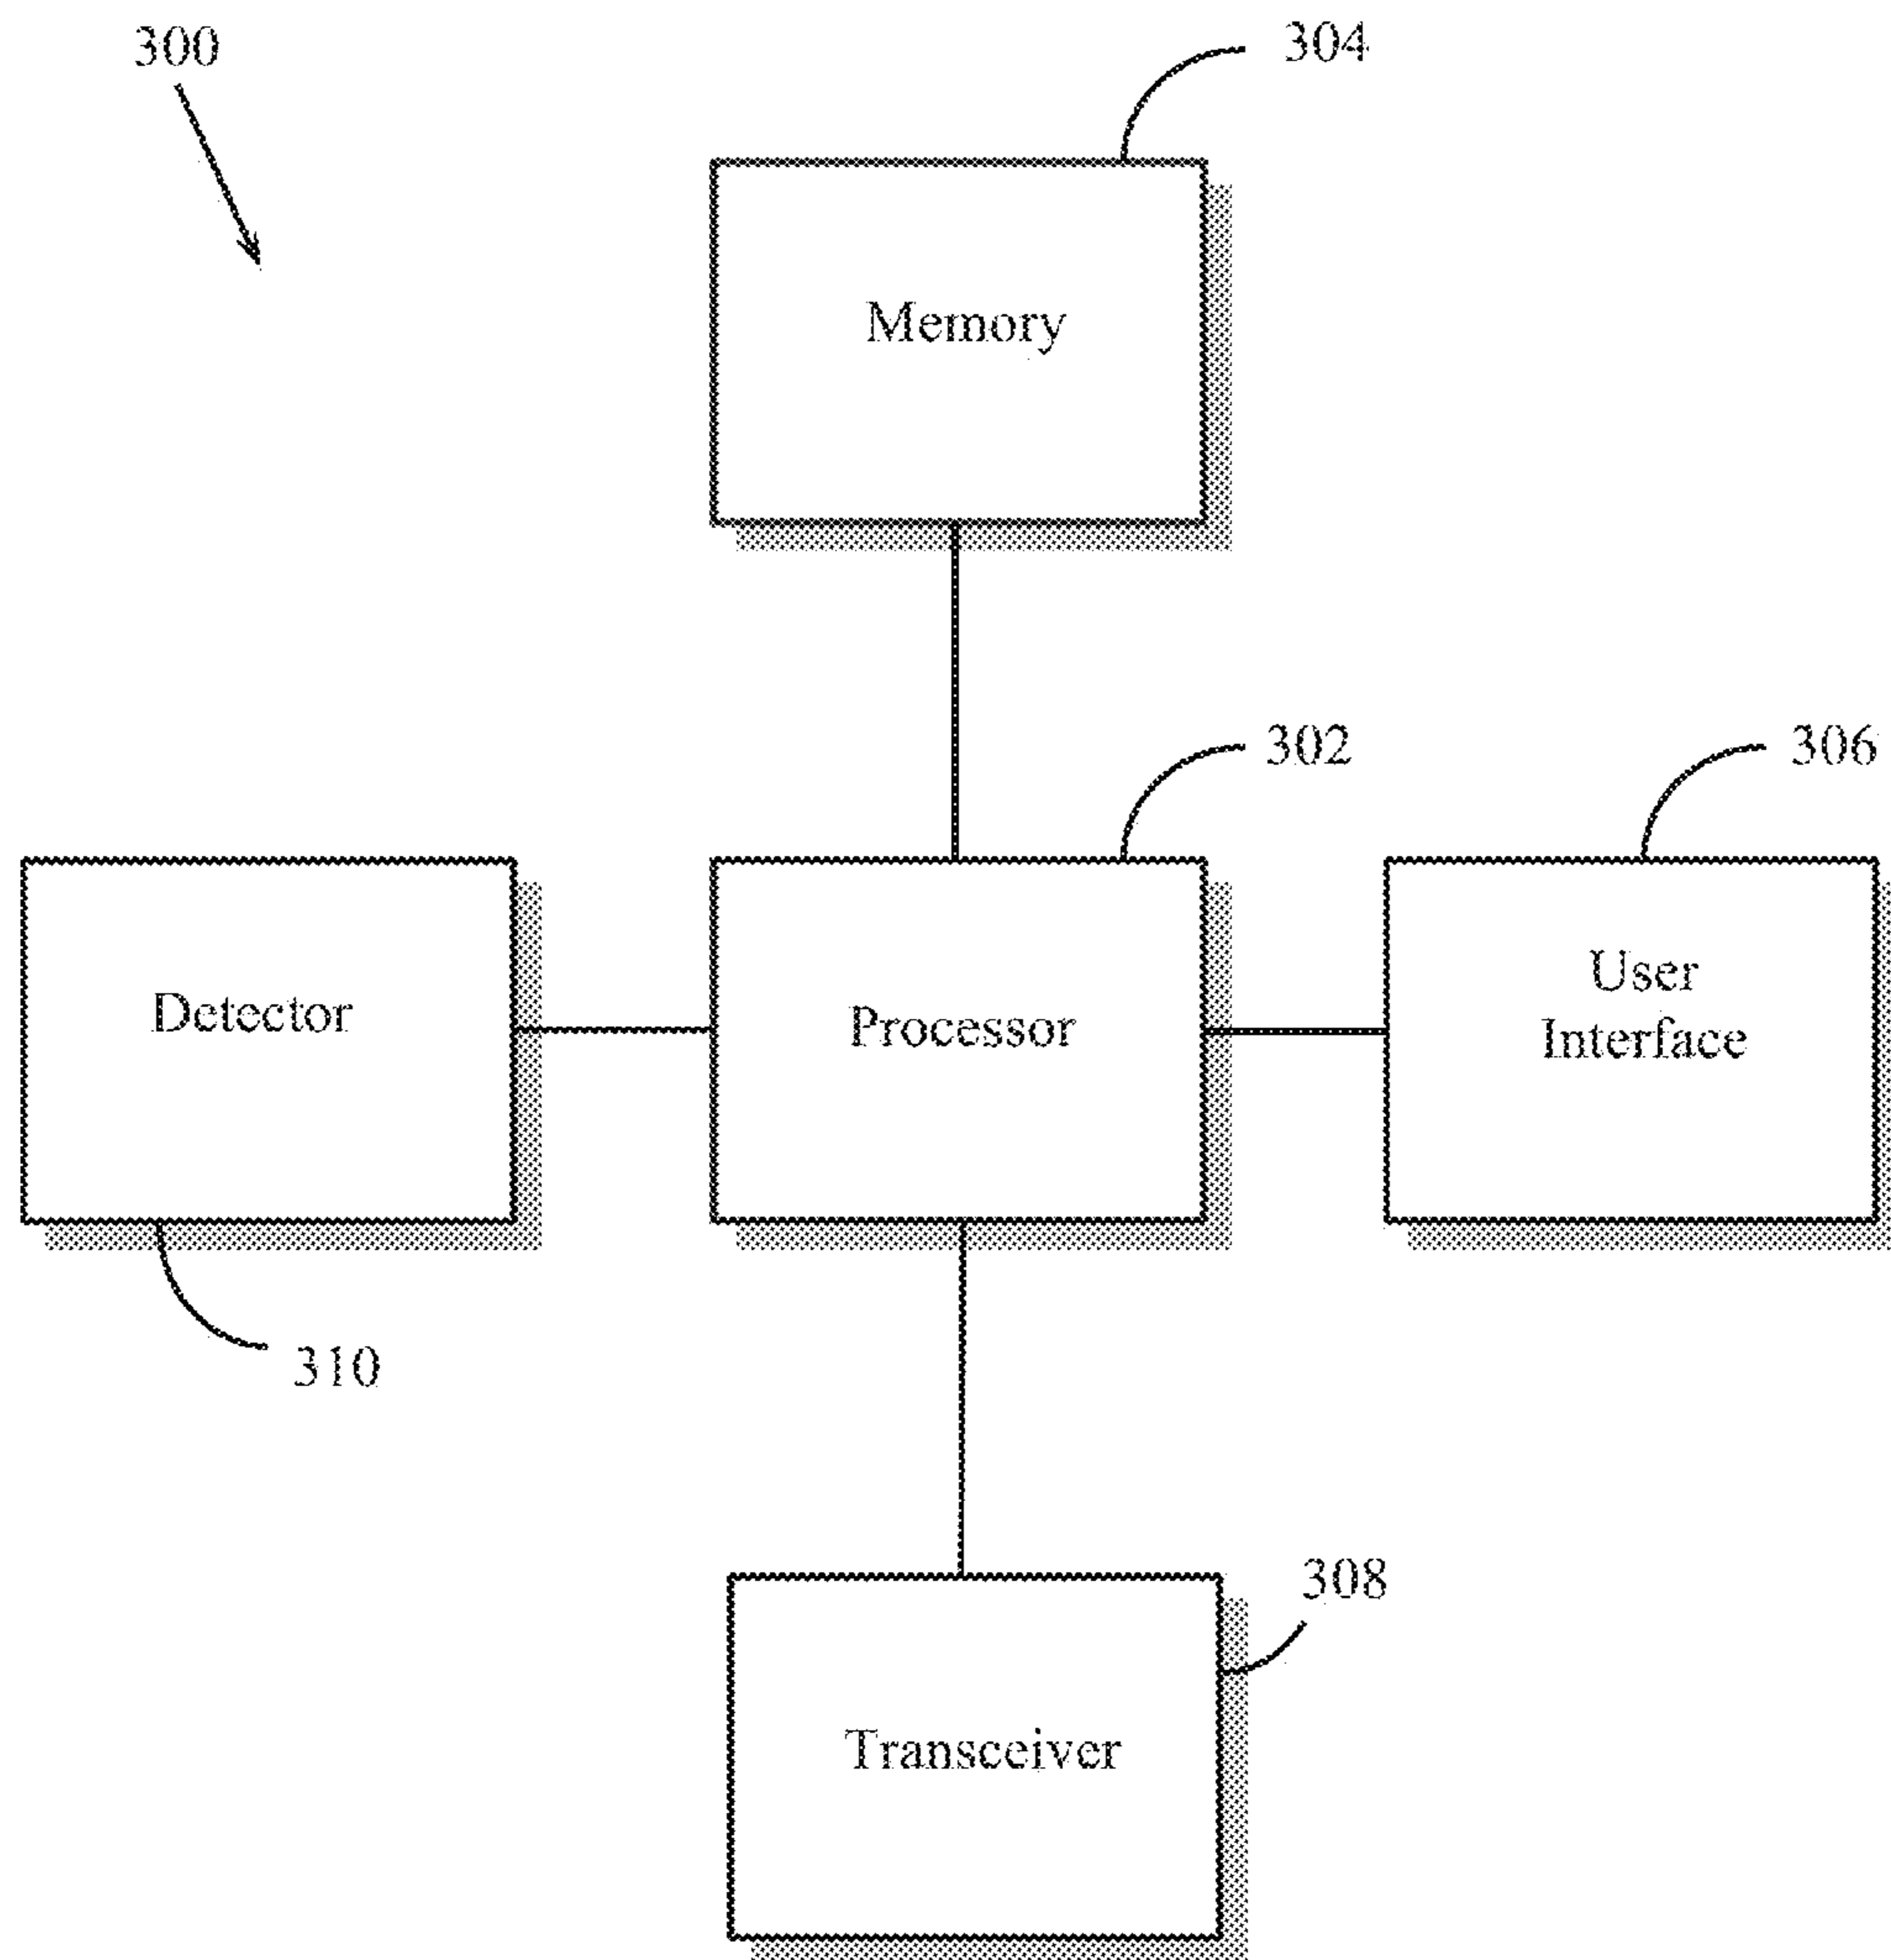 300
304
Memory
302
306
Detector
Processor
User
Interface
310
308
Transceiver